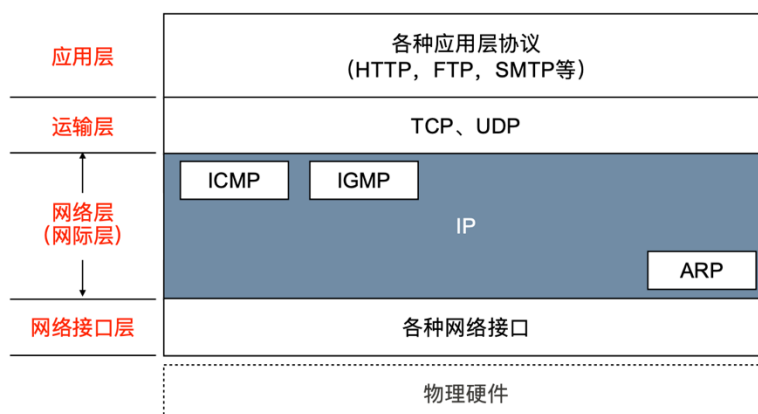 应用层
各种应用层协议
（HTTP，FTP，SMTP等）
运输层
TCP、UDP
网络层
（网际层）
ICMP
IGMP
IP
ARP
网络接口层
各种网络接口
物理硬件